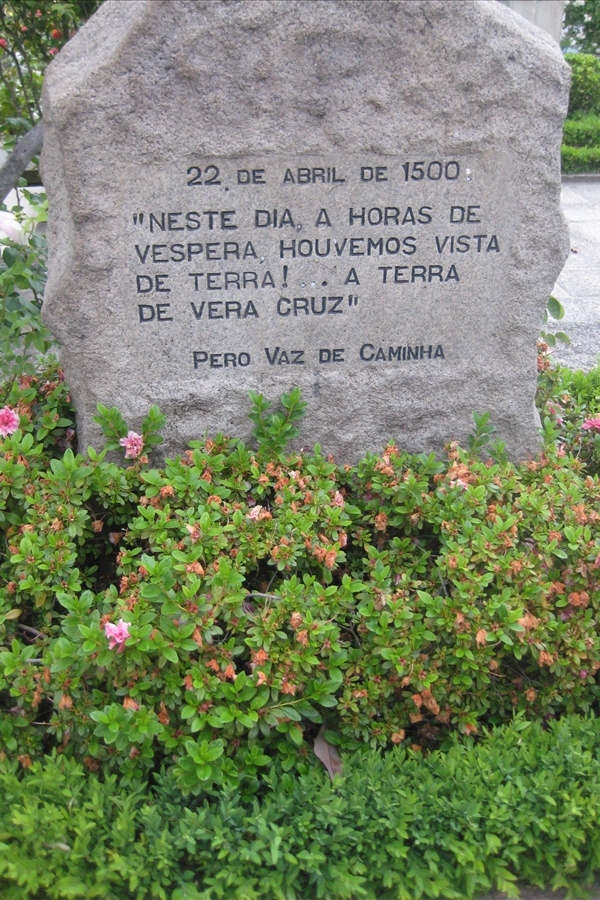 22 DE ABRIL DE 1500
"NESTE DIA, A HORAS DE
VESPERA, HOUVEMOS VISTA
DE TERRA! ... A TERRA
DE VERA CRUZ"
PERO VAZ DE CAMINHA